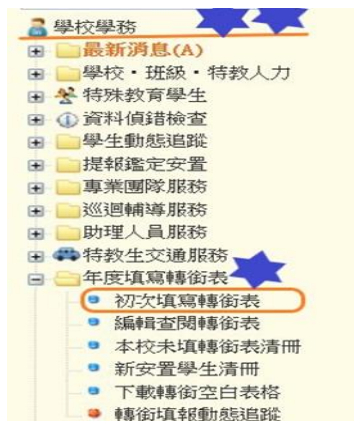 學校學務
最新消息(A)
學校・班級・特教人力
特殊教育學生
資料偵錯檢查
學生動態追蹤
提報鑑定安置
專業團隊服務
巡迴輔導服務
助理人員服務
特教生交通服務
年度填寫轉銜表
初次填寫轉銜表
編輯查閱轉銜表
本校未填轉銜表清冊
新安置學生清冊
下載轉銜空白表格
轉銜填報動態追蹤